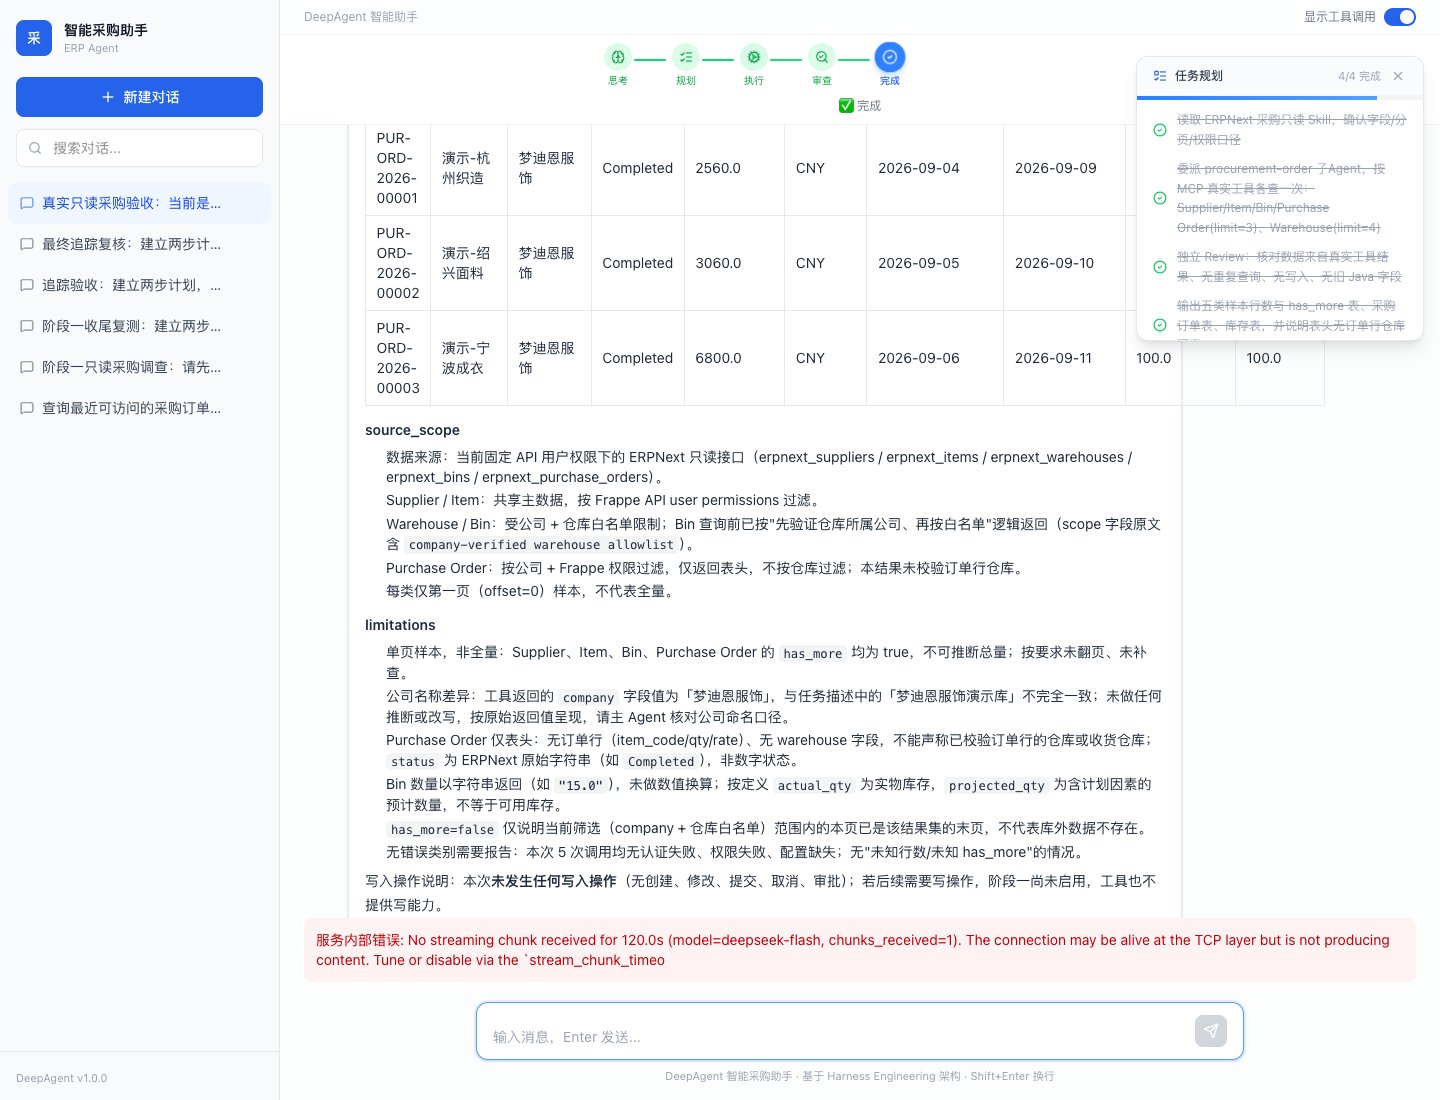 采
智能采购助手
ERP Agent
新建对话
搜索对话...
真实只读采购验收：当前是...
最终追踪复核：建立两步计...
追踪验收：建立两步计划，...
阶段一收尾复测：建立两步...
阶段一只读采购调查：请先...
查询最近可访问的采购订单...
DeepAgent v1.0.0
DeepAgent 智能助手
显示工具调用
思考 规划 执行 审查 完成
✅ 完成
任务规划 4/4 完成
读取 ERPNext 采购只读 Skill，确认字段/分
页/权限口径
委派 procurement-order 子Agent，按
MCP 真实工具各查一次：
Supplier/Item/Bin/Purchase
Order(limit=3)、Warehouse(limit=4)
独立 Review：核对数据来自真实工具结
果、无重复查询、无写入、无旧 Java 字段
输出五类样本行数与 has_more 表、采购
订单表、库存表，并说明表头无订单行仓库
PUR-
ORD-
2026-
00001
演示-杭
州织造
梦迪恩服
饰
Completed
2560.0
CNY
2026-09-04
2026-09-09
PUR-
ORD-
2026-
00002
演示-绍
兴面料
梦迪恩服
饰
Completed
3060.0
CNY
2026-09-05
2026-09-10
PUR-
ORD-
2026-
00003
演示-宁
波成衣
梦迪恩服
饰
Completed
6800.0
CNY
2026-09-06
2026-09-11
100.0
100.0
source_scope
数据来源：当前固定 API 用户权限下的 ERPNext 只读接口（erpnext_suppliers / erpnext_items / erpnext_warehouses /
erpnext_bins / erpnext_purchase_orders）。
Supplier / Item：共享主数据，按 Frappe API user permissions 过滤。
Warehouse / Bin：受公司 + 仓库白名单限制；Bin 查询前已按"先验证仓库所属公司、再按白名单"逻辑返回（scope 字段原文
含 company-verified warehouse allowlist ）。
Purchase Order：按公司 + Frappe 权限过滤，仅返回表头，不按仓库过滤；本结果未校验订单行仓库。
每类仅第一页（offset=0）样本，不代表全量。
limitations
单页样本，非全量：Supplier、Item、Bin、Purchase Order 的 has_more 均为 true，不可推断总量；按要求未翻页、未补
查。
公司名称差异：工具返回的 company 字段值为「梦迪恩服饰」，与任务描述中的「梦迪恩服饰演示库」不完全一致；未做任何
推断或改写，按原始返回值呈现，请主 Agent 核对公司命名口径。
Purchase Order 仅表头：无订单行（item_code/qty/rate）、无 warehouse 字段，不能声称已校验订单行的仓库或收货仓库；
status 为 ERPNext 原始字符串（如 Completed ），非数字状态。
Bin 数量以字符串返回（如 "15.0" ），未做数值换算；按定义 actual_qty 为实物库存， projected_qty 为含计划因素的
预计数量，不等于可用库存。
has_more=false 仅说明当前筛选（company + 仓库白名单）范围内的本页已是该结果集的末页，不代表库外数据不存在。
无错误类别需要报告：本次 5 次调用均无认证失败、权限失败、配置缺失；无"未知行数/未知 has_more"的情况。
写入操作说明：本次未发生任何写入操作（无创建、修改、提交、取消、审批）；若后续需要写操作，阶段一尚未启用，工具也不
提供写能力。
服务内部错误: No streaming chunk received for 120.0s (model=deepseek-flash, chunks_received=1). The connection may be alive at the TCP layer but is not producing
content. Tune or disable via the `stream_chunk_timeo
输入消息，Enter 发送...
DeepAgent 智能采购助手 · 基于 Harness Engineering 架构 · Shift+Enter 换行